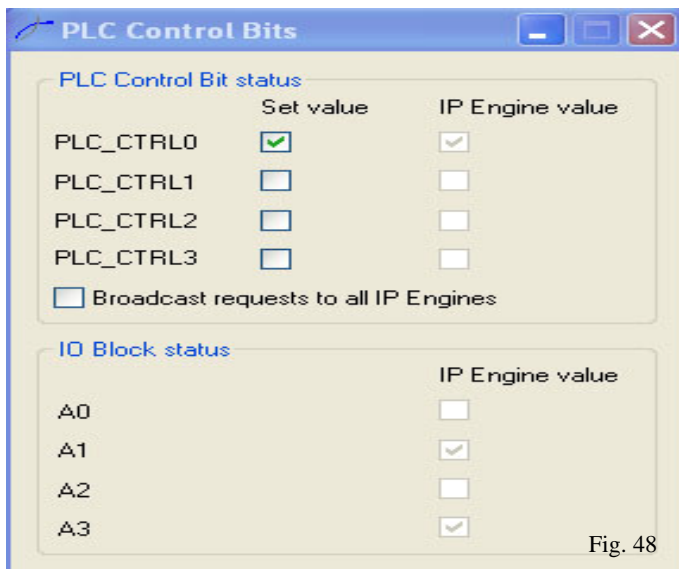 PLC Control Bits
PLC Control Bit status
Set value IP Engine value
PLC_CTRL0
PLC_CTRL1
PLC_CTRL2
PLC_CTRL3
Broadcast requests to all IP Engines
IO Block status
IP Engine value
A0
A1
A2
A3
Fig. 48